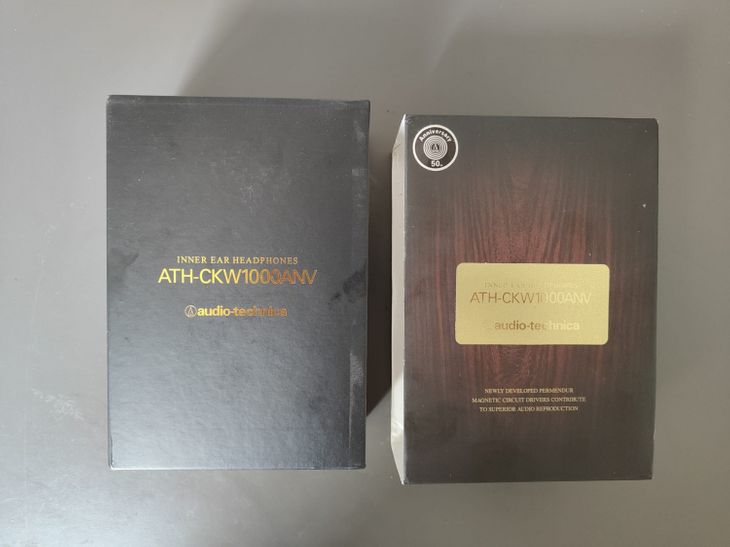 INNER EAR HEADPHONES
ATH-CKW1000ANV
audio-technica
Anniversary
50th
INNER EAR HEADPHONES
ATH-CKW1000ANV
audio-technica
NEWLY DEVELOPED PERMENDUR
MAGNETIC CIRCUIT DRIVERS CONTRIBUTE
TO SUPERIOR AUDIO REPRODUCTION